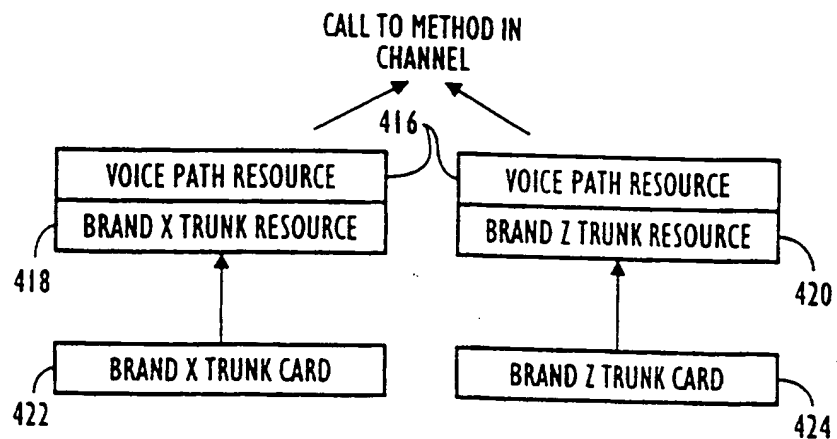 CALL TO METHOD IN
CHANNEL
416
VOICE PATH RESOURCE
VOICE PATH RESOURCE
BRAND X TRUNK RESOURCE
BRAND Z TRUNK RESOURCE
418
420
BRAND X TRUNK CARD
BRAND Z TRUNK CARD
422
424